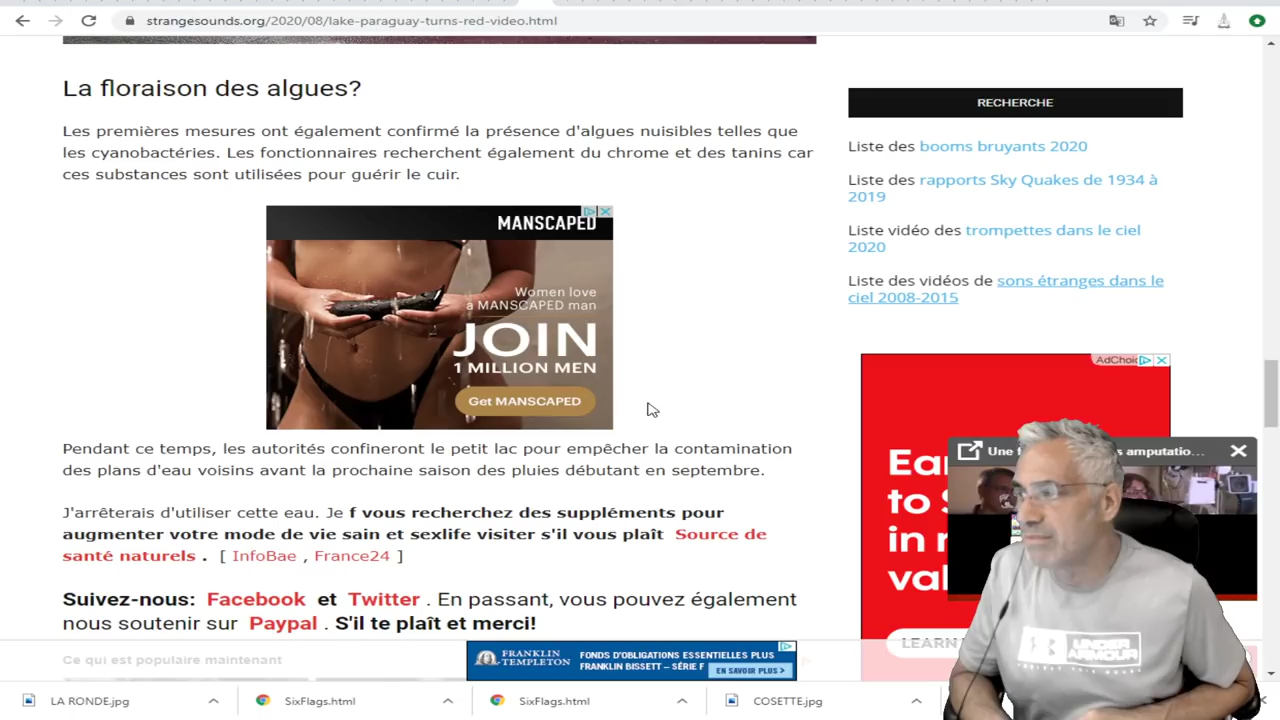 strangesounds.org/2020/08/lake-paraguay-turns-red-video.html
La floraison des algues?
Les premières mesures ont également confirmé la présence d'algues nuisibles telles que
les cyanobactéries. Les fonctionnaires recherchent également du chrome et des tanins car
ces substances sont utilisées pour guérir le cuir.
MANSCAPED
Women love
a MANSCAPED man
JOIN
1 MILLION MEN
Get MANSCAPED
Pendant ce temps, les autorités confineront le petit lac pour empêcher la contamination
des plans d'eau voisins avant la prochaine saison des pluies débutant en septembre.
J'arrêterais d'utiliser cette eau. Je f vous recherchez des suppléments pour
augmenter votre mode de vie sain et sexlife visiter s'il vous plaît Source de
santé naturels . [ InfoBae , France24 ]
Suivez-nous: Facebook et Twitter . En passant, vous pouvez également
nous soutenir sur Paypal . S'il te plaît et merci!
Ce qui est populaire maintenant
RECHERCHE
Liste des booms bruyants 2020
Liste des rapports Sky Quakes de 1934 à
2019
Liste vidéo des trompettes dans le ciel
2020
Liste des vidéos de sons étranges dans le
ciel 2008-2015
Une amputatio...
to
in
LEARN
FRANKLIN
TEMPLETON
FONDS D'OBLIGATIONS ESSENTIELLES PLUS
FRANKLIN BISSETT – SÉRIE F
EN SAVOIR PLUS >
UNDER
ARMOUR
LA RONDE.jpg
SixFlags.html
SixFlags.html
COSETTE.jpg